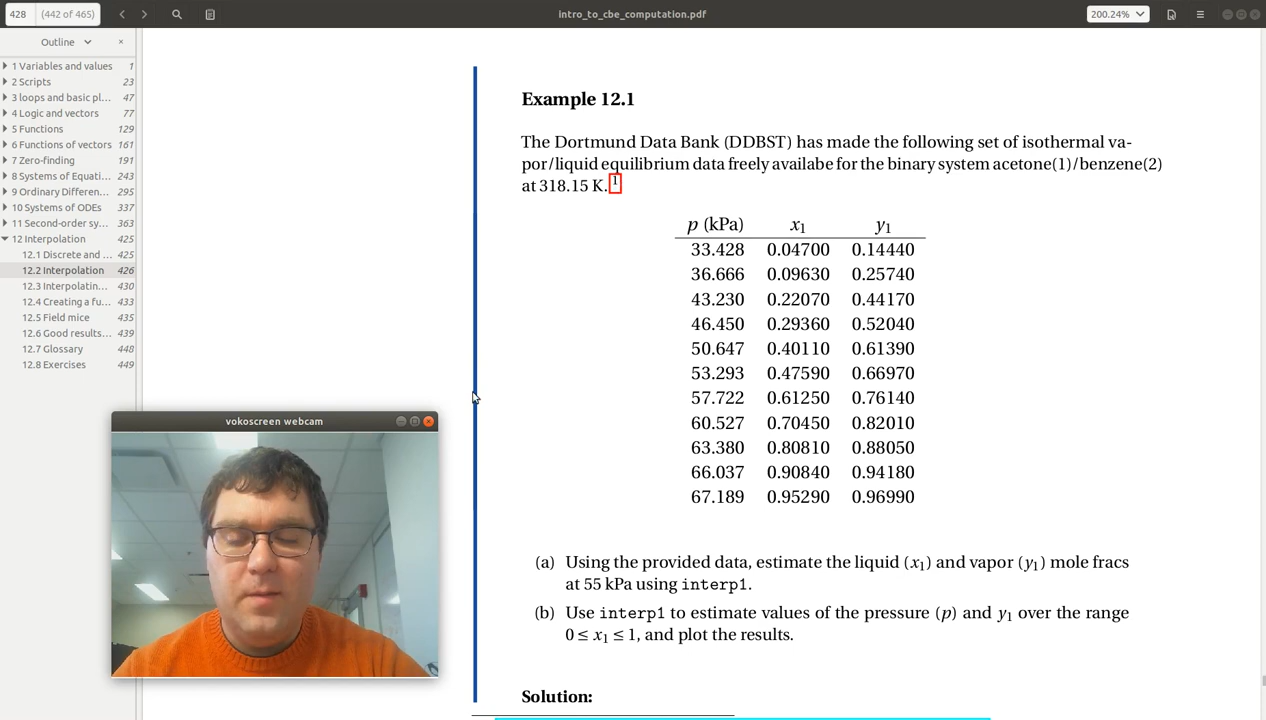 428 (442 of 465)
intro_to_cbe_computation.pdf
200.24%
Outline
×
1 Variables and values 1
2 Scripts 23
3 loops and basic pl... 47
4 Logic and vectors 77
5 Functions 129
6 Functions of vectors 161
7 Zero-finding 191
8 Systems of Equati... 243
9 Ordinary Differen... 295
10 Systems of ODEs 337
11 Second-order sy... 363
12 Interpolation 425
12.1 Discrete and ... 425
12.2 Interpolation 426
12.3 Interpolatin... 430
12.4 Creating a fu... 433
12.5 Field mice 435
12.6 Good results... 439
12.7 Glossary 448
12.8 Exercises 449
Example 12.1
The Dortmund Data Bank (DDBST) has made the following set of isothermal va-
por/liquid equilibrium data freely availabe for the binary system acetone(1)/benzene(2)
at 318.15 K.1
p (kPa) x1 y1
33.428 0.04700 0.14440
36.666 0.09630 0.25740
43.230 0.22070 0.44170
46.450 0.29360 0.52040
50.647 0.40110 0.61390
53.293 0.47590 0.66970
57.722 0.61250 0.76140
60.527 0.70450 0.82010
63.380 0.80810 0.88050
66.037 0.90840 0.94180
67.189 0.95290 0.96990
(a) Using the provided data, estimate the liquid (x1) and vapor (y1) mole fracs
at 55 kPa using interp1.
(b) Use interp1 to estimate values of the pressure (p) and y1 over the range
0 ≤ x1 ≤ 1, and plot the results.
Solution:
vokoscreen webcam